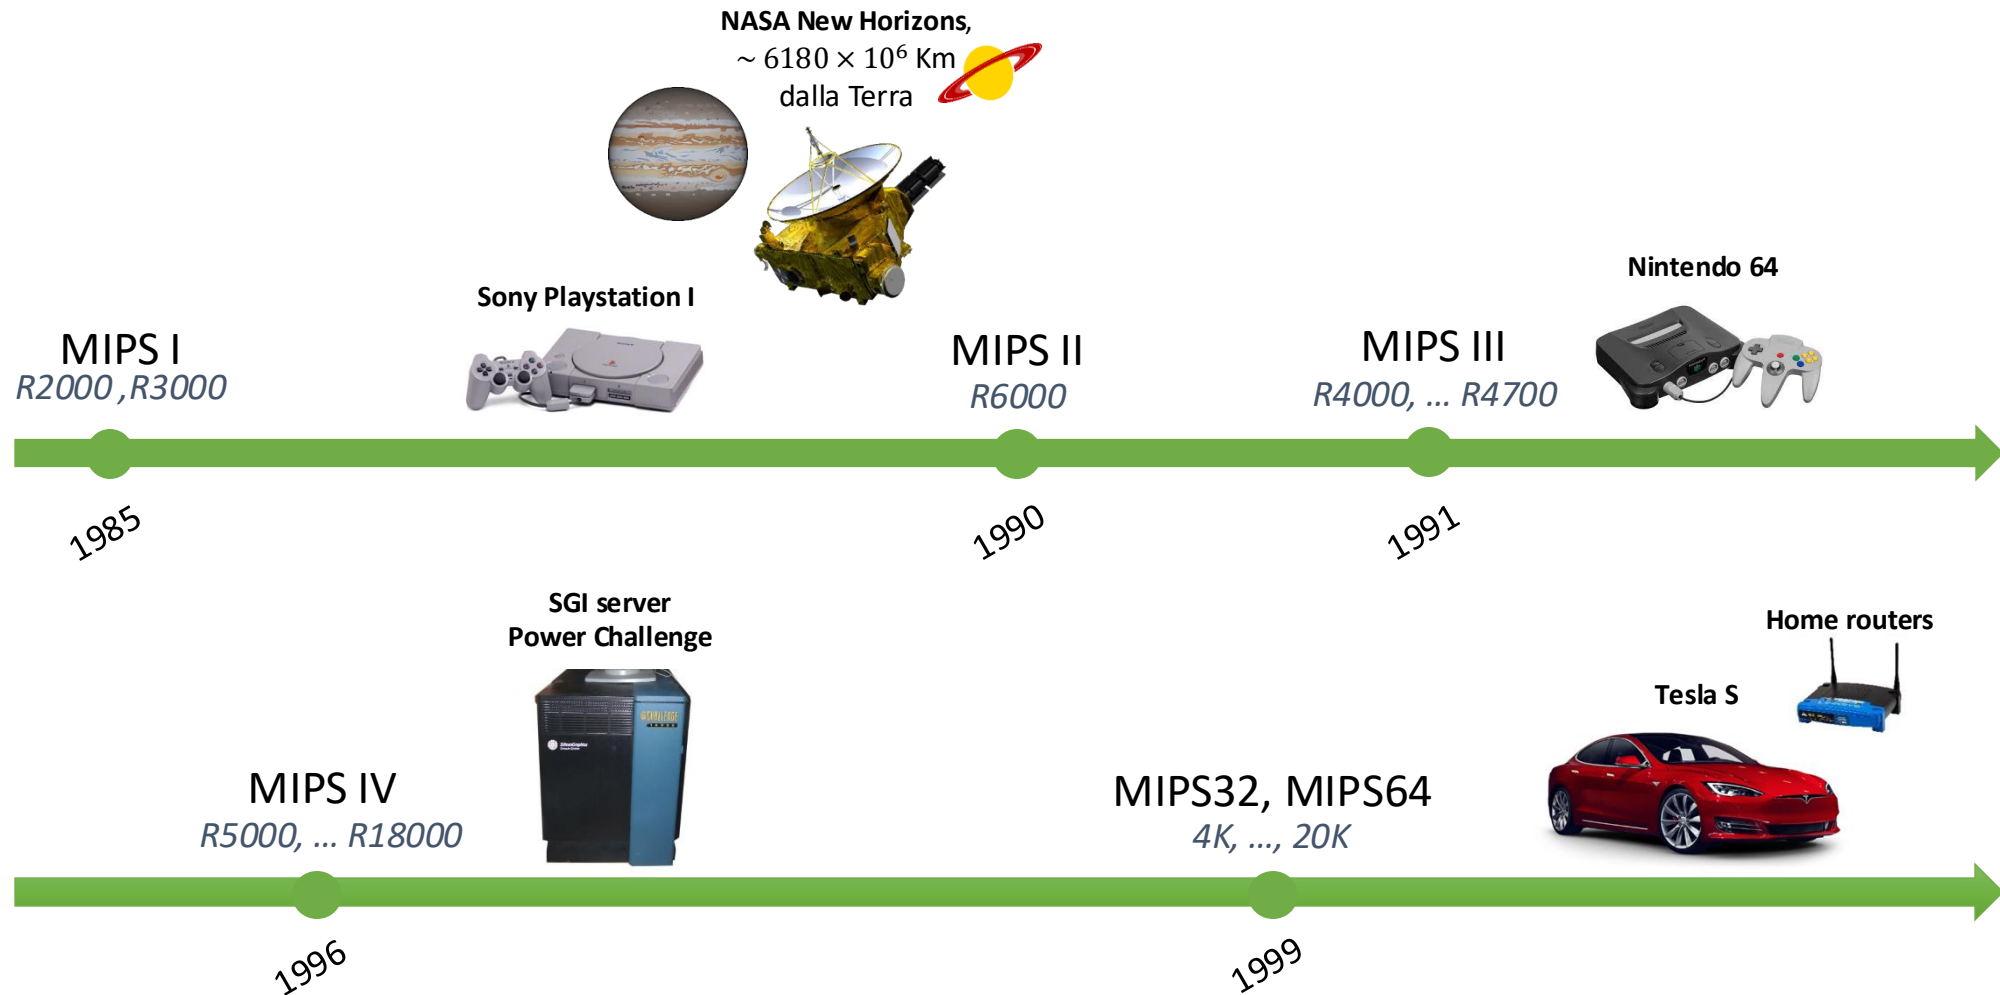 NASA New Horizons,
~ 6180 × 10⁶ Km
dalla Terra
Sony Playstation I
Nintendo 64
MIPS I
R2000 ,R3000
MIPS II
R6000
MIPS III
R4000, ... R4700
1985
1990
1991
SGI server
Power Challenge
Home routers
Tesla S
MIPS IV
R5000, ... R18000
MIPS32, MIPS64
4K, ..., 20K
1996
1999